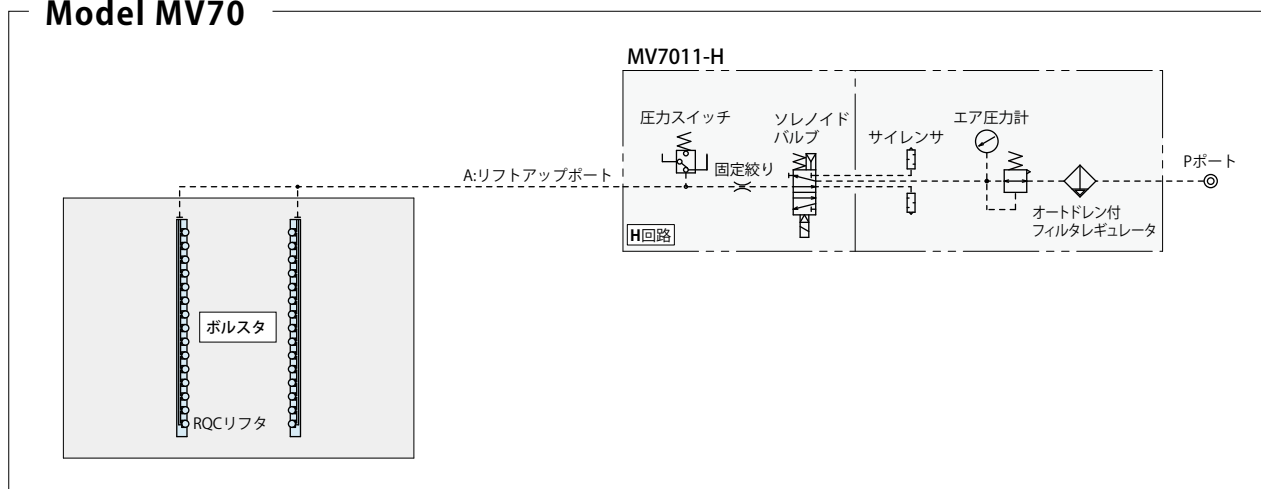 Model MV70
MV7011-H
圧力スイッチ
ソレノイド
バルブ
サイレンサ
エア圧力計
Pポート
固定絞り
A:リフトアップポート
オートドレン付
フィルタレギュレータ
H回路
ボルスタ
RQCリフタ